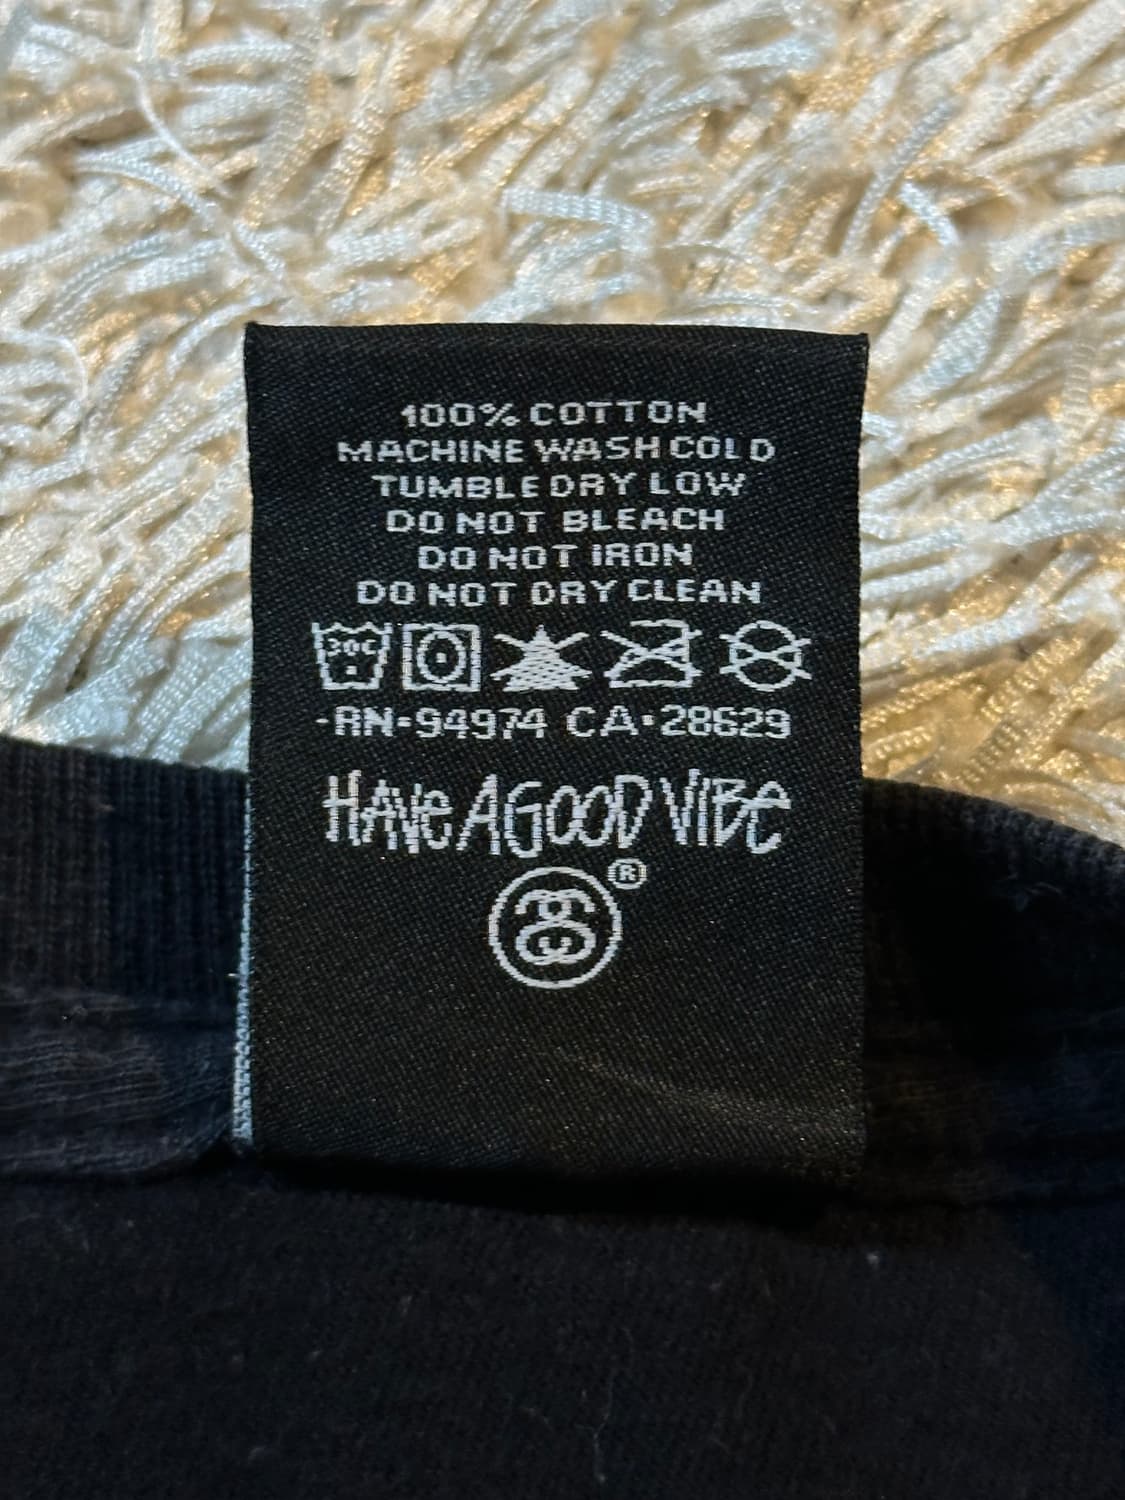 100% COTTON
MACHINE WASH COLD
TUMBLE DRY LOW
DO NOT BLEACH
DO NOT IRON
DO NOT DRY CLEAN
30C
-RN•94974 CA•28629
HAVe A GOOD VIBe
®